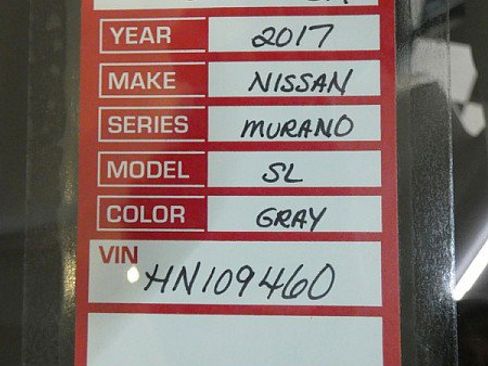 YEAR 2017
MAKE NISSAN
SERIES MURANO
MODEL SL
COLOR GRAY
VIN
HN109460